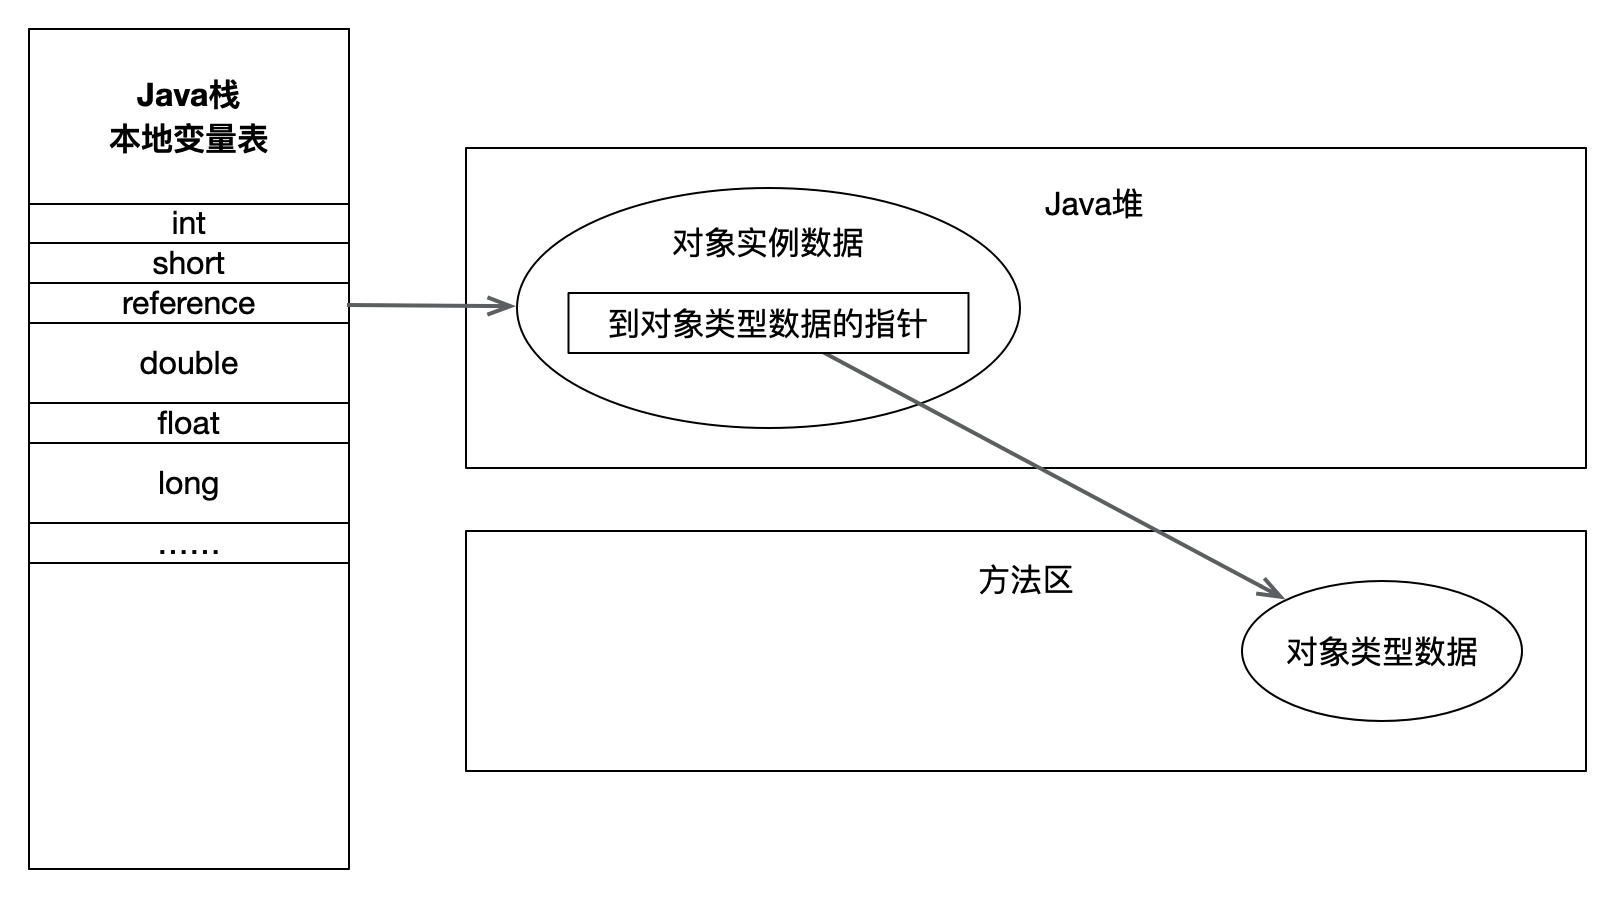 Java栈
本地变量表
int
short
reference
double
float
long
……
Java堆
对象实例数据
到对象类型数据的指针
方法区
对象类型数据